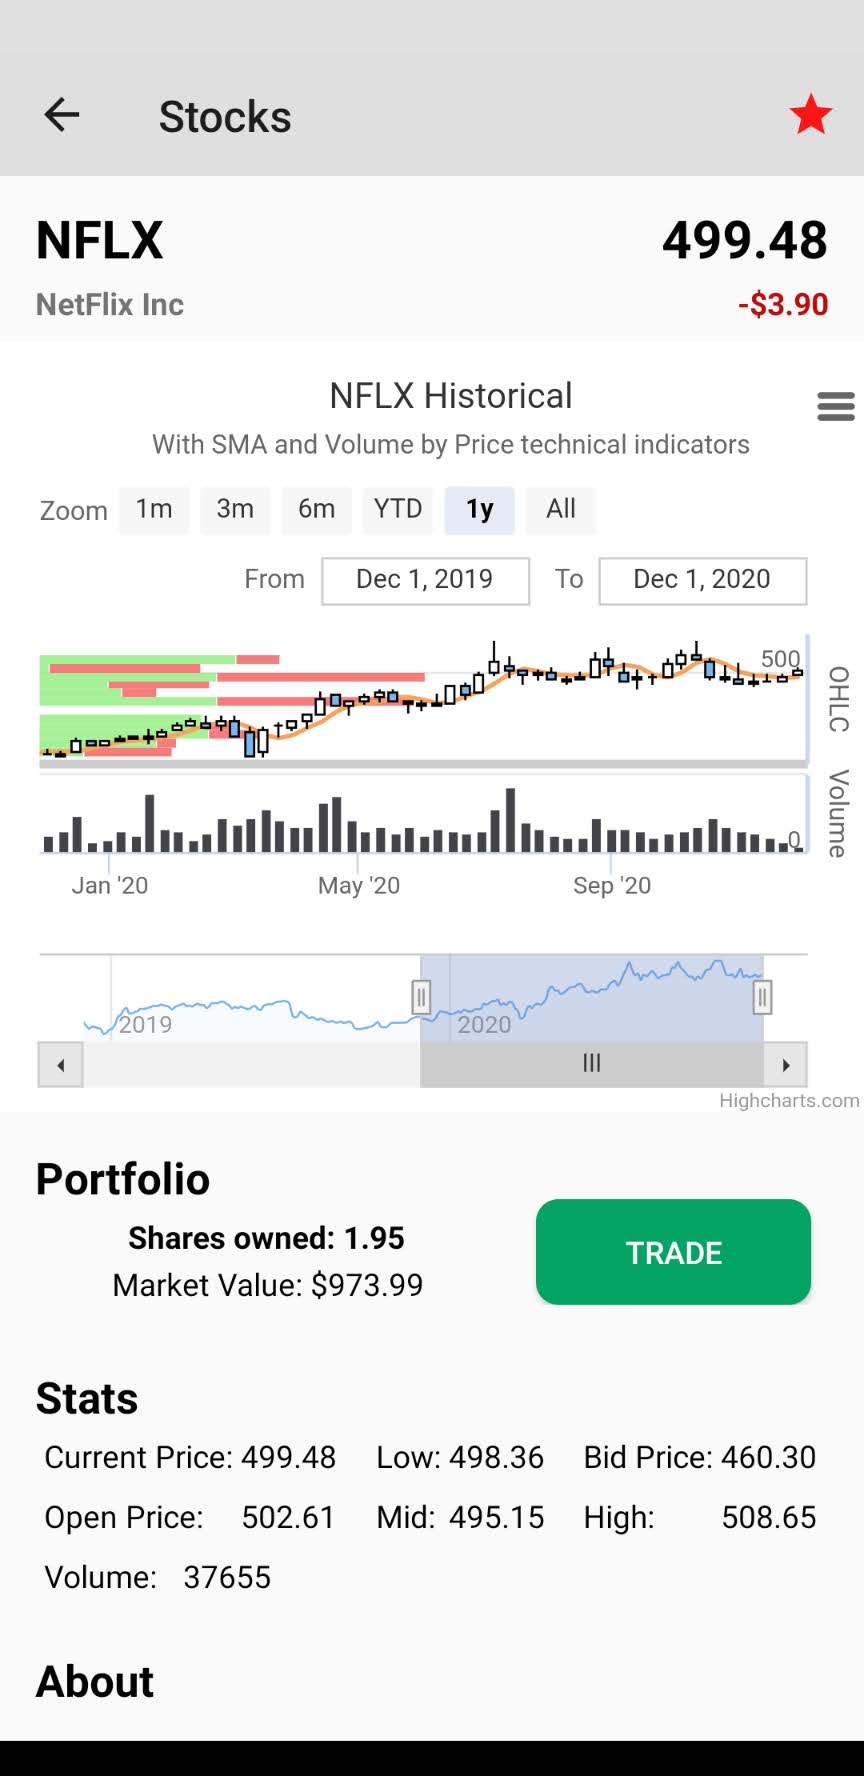 Stocks
NFLX 499.48
NetFlix Inc -$3.90
NFLX Historical
With SMA and Volume by Price technical indicators
Zoom 1m 3m 6m YTD 1y All
From Dec 1, 2019 To Dec 1, 2020
500
OHLC
Volume
0
Jan '20 May '20 Sep '20
2019 2020
Highcharts.com
Portfolio
Shares owned: 1.95
Market Value: $973.99
TRADE
Stats
Current Price: 499.48 Low: 498.36 Bid Price: 460.30
Open Price: 502.61 Mid: 495.15 High: 508.65
Volume: 37655
About